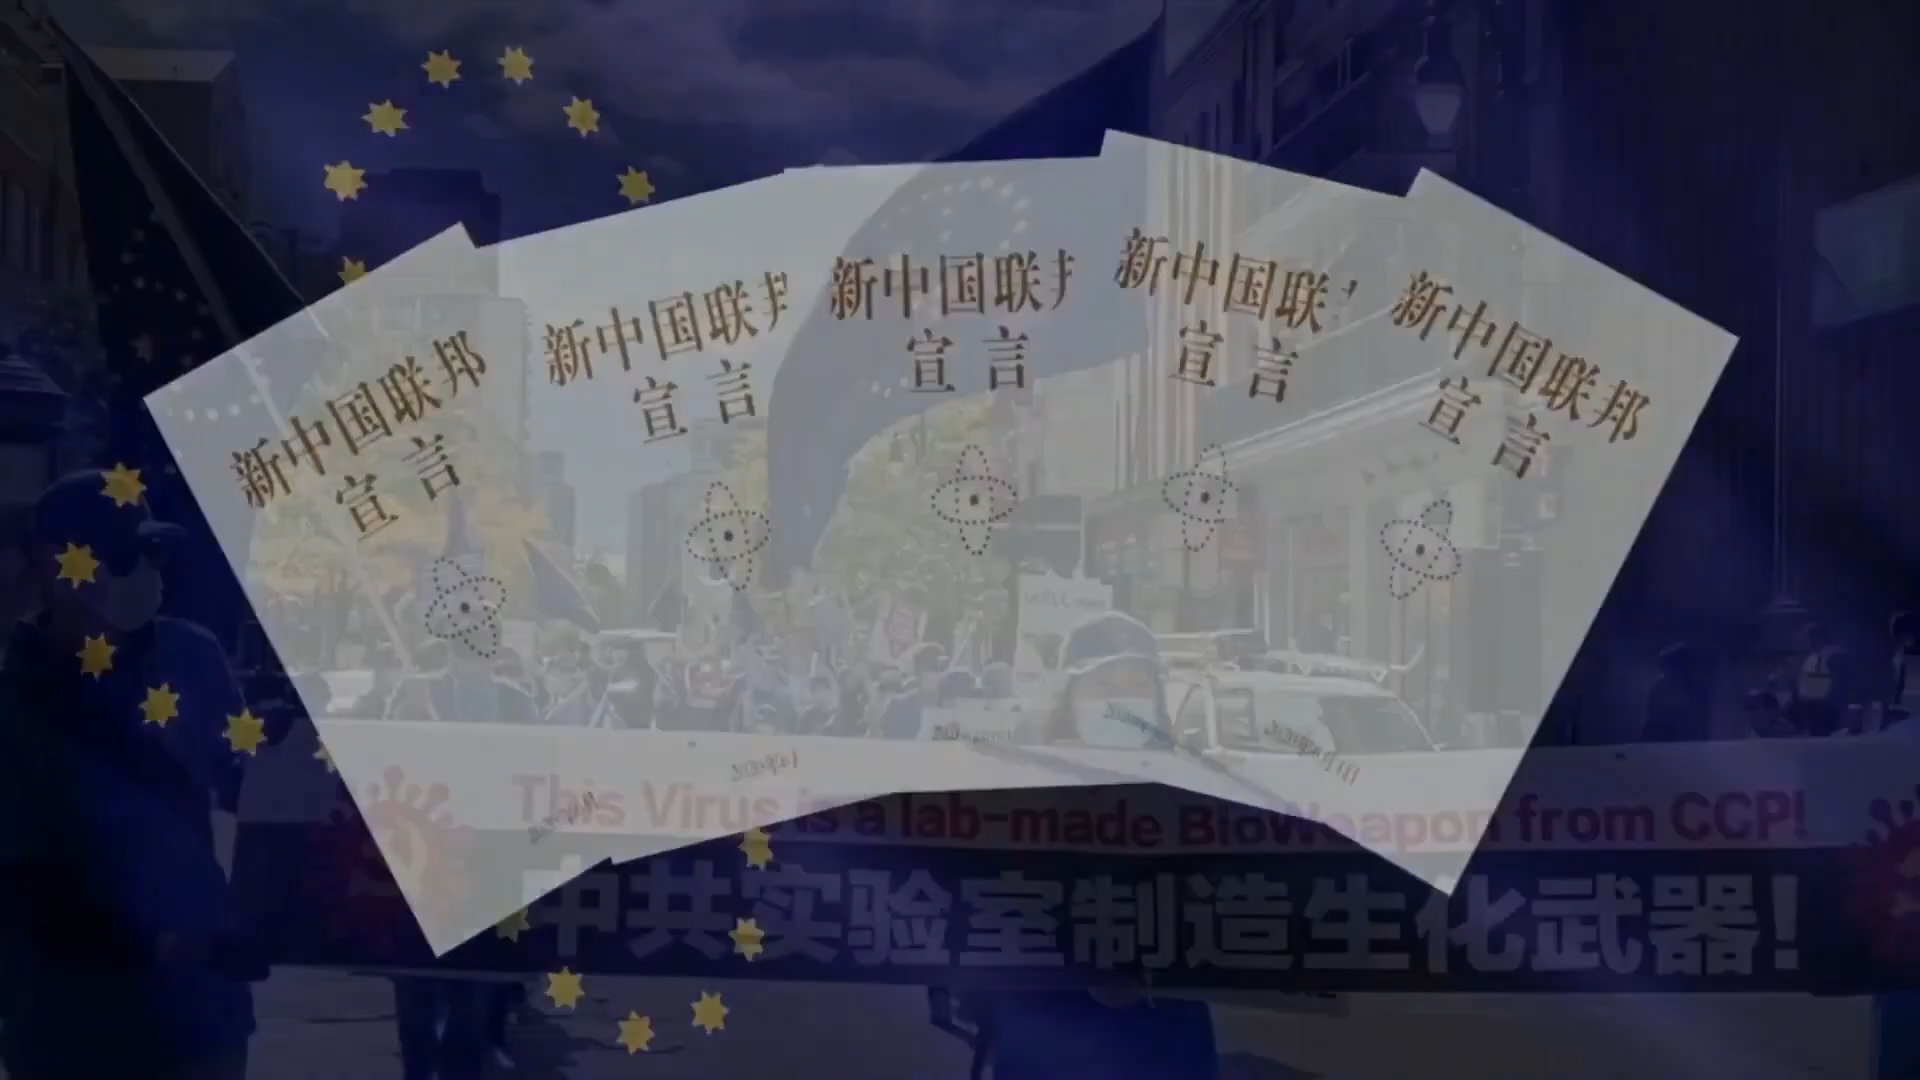 新中国联邦
宣言
新中国联邦
宣言
新中国联
宣言
新中国联
宣言
新中国联邦
宣言
This Virus is a lab-made BioWeapon from CCP!
中共实验室制造生化武器!